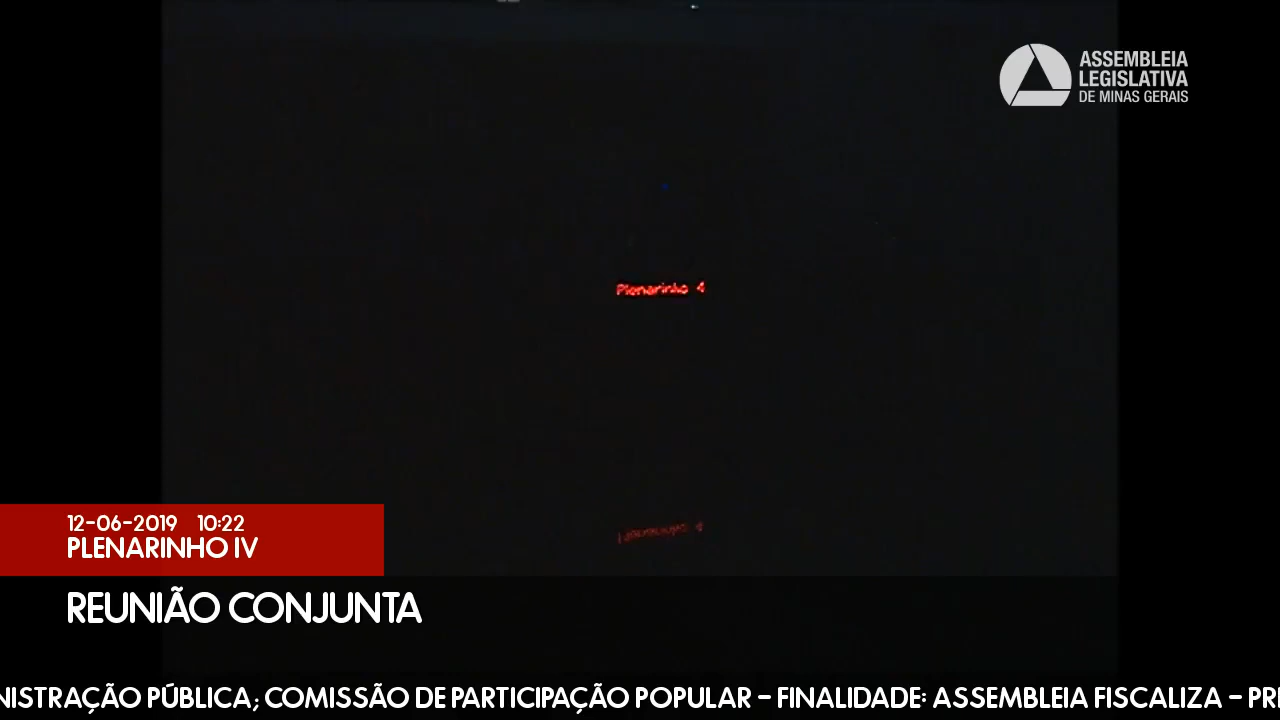 ASSEMBLEIA
LEGISLATIVA
DE MINAS GERAIS
Plenarinho 4
12-06-2019 10:22
PLENARINHO IV
REUNIÃO CONJUNTA
NISTRAÇÃO PÚBLICA; COMISSÃO DE PARTICIPAÇÃO POPULAR - FINALIDADE: ASSEMBLEIA FISCALIZA - PR